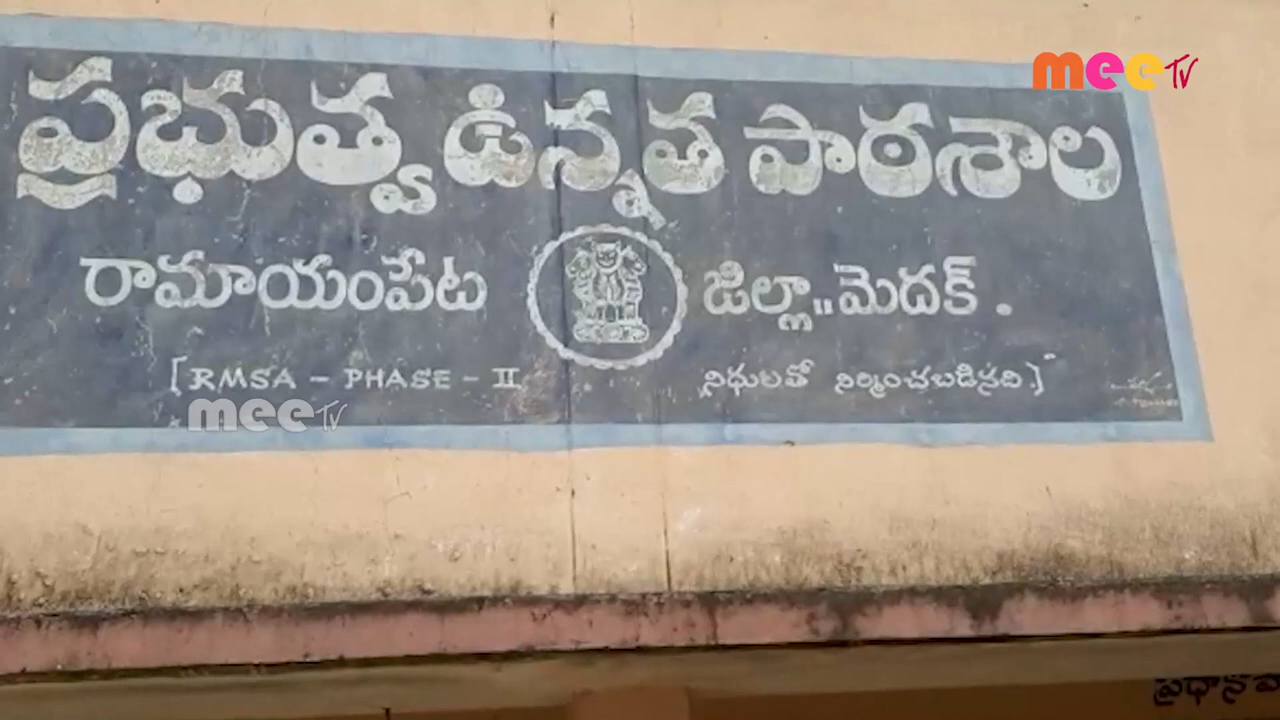 mee TV
ప్రభుత్వ ఉన్నత పాఠశాల
రామాయంపేట జిల్లా..మెదక్ .
[RMSA - PHASE - II నిధులతో నిర్మించబడినది.)
mee TV